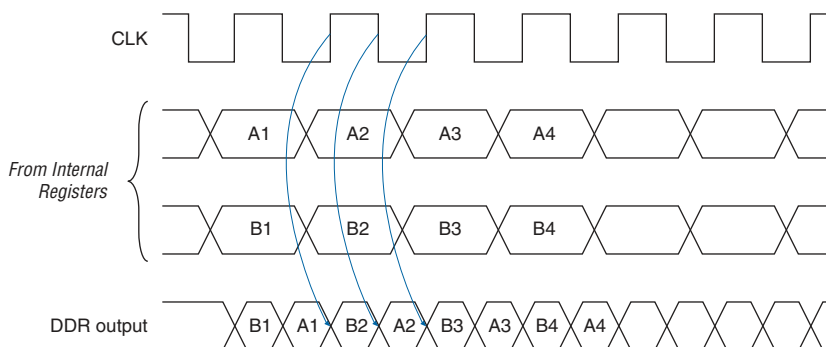 CLK
A1 A2 A3 A4
From Internal
Registers
B1 B2 B3 B4
DDR output B1 A1 B2 A2 B3 A3 B4 A4